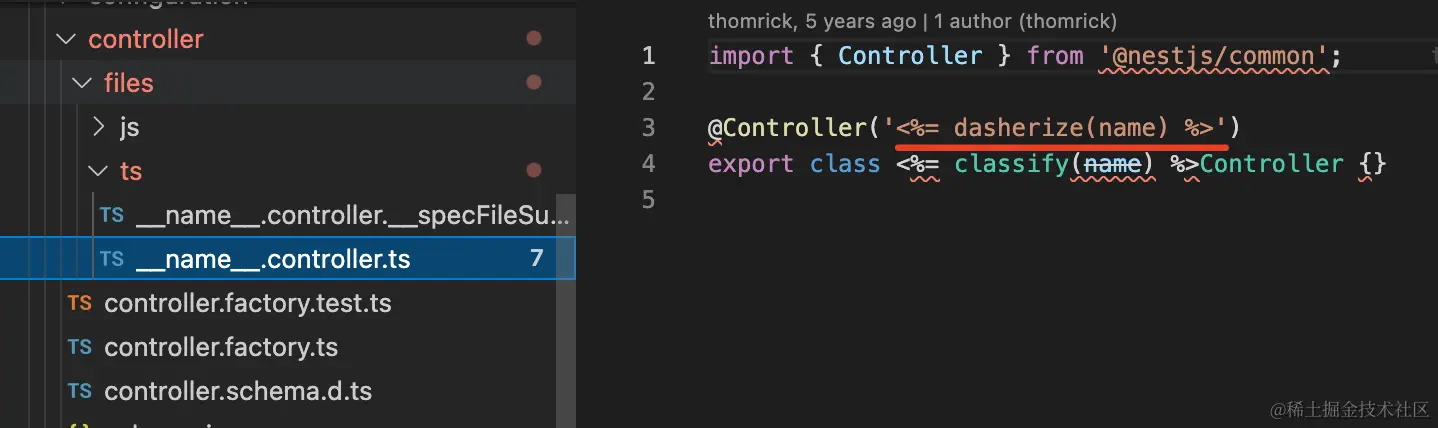 controller
files
js
ts
TS __name__.controller.__specFileSu...
TS __name__.controller.ts 7
TS controller.factory.test.ts
TS controller.factory.ts
TS controller.schema.d.ts
thomrick, 5 years ago | 1 author (thomrick)
1 import { Controller } from '@nestjs/common';
2
3 @Controller('<%= dasherize(name) %>')
4 export class <%= classify(name) %>Controller {}
5
@稀土掘金技术社区